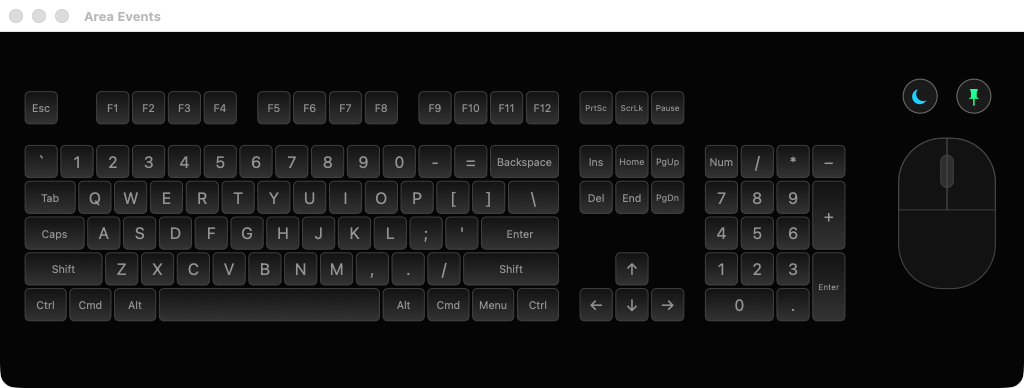 Area Events
Esc F1 F2 F3 F4 F5 F6 F7 F8 F9 F10 F11 F12 PrtSc ScrLk Pause
` 1 2 3 4 5 6 7 8 9 0 - = Backspace Ins Home PgUp Num / * −
Tab Q W E R T Y U I O P [ ] \ Del End PgDn 7 8 9 +
Caps A S D F G H J K L ; ' Enter 4 5 6
Shift Z X C V B N M , . / Shift ↑ 1 2 3 Enter
Ctrl Cmd Alt Alt Cmd Menu Ctrl ← ↓ → 0 .